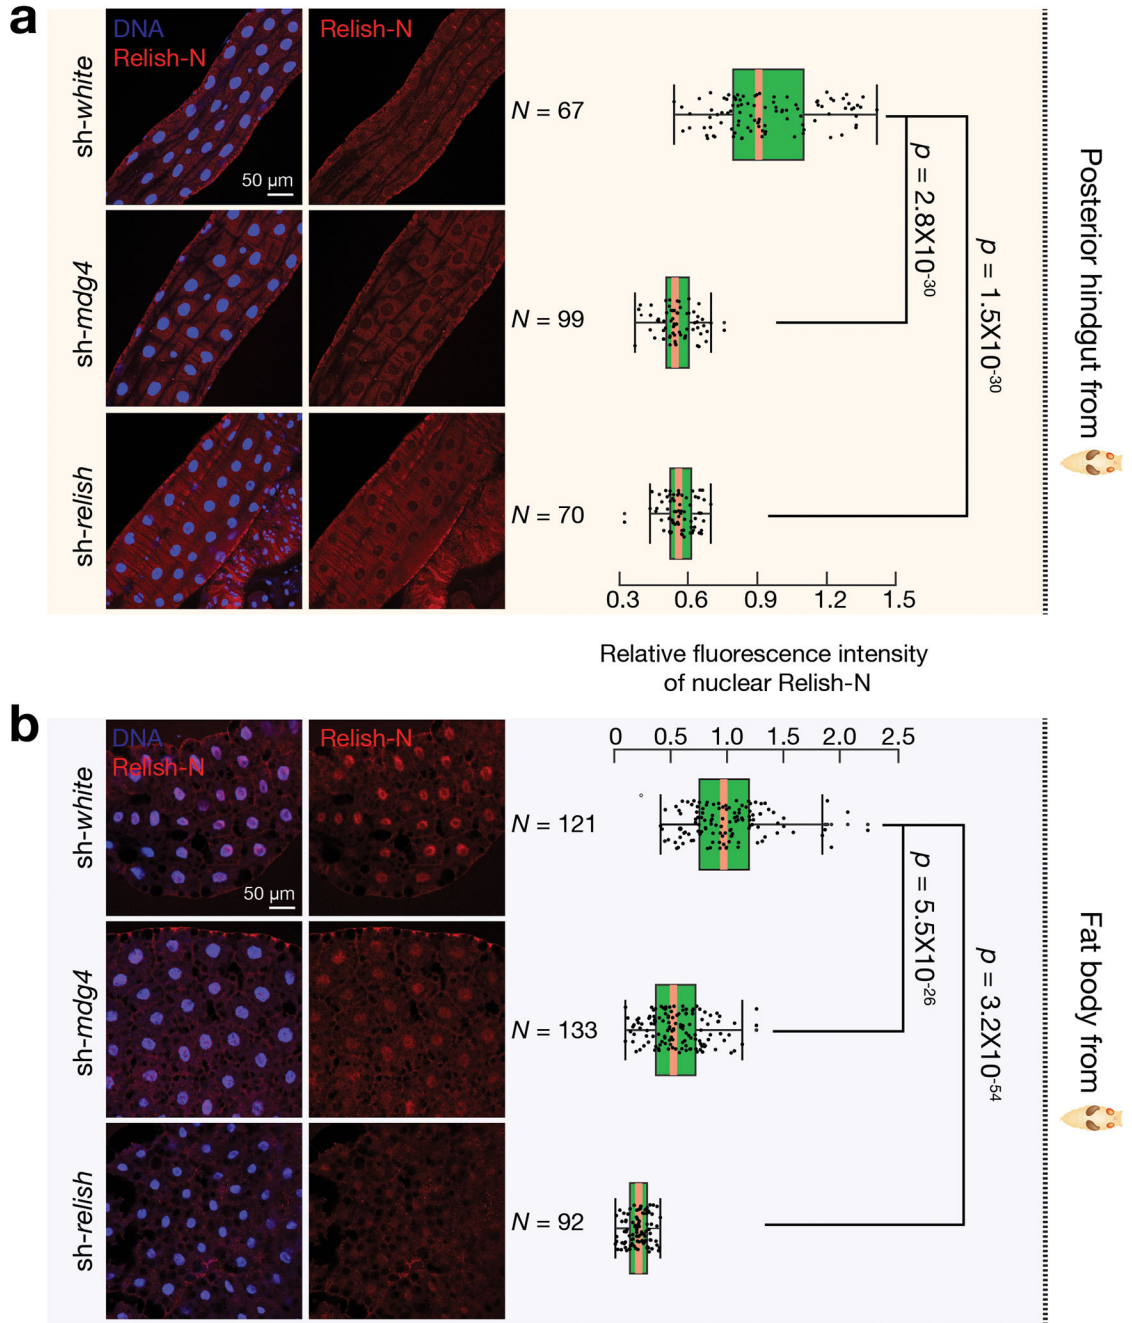 a
DNA
Relish-N
Relish-N
sh-white
50 µm
N = 67
sh-mdg4
N = 99
sh-relish
N = 70
p = 2.8X10-30
p = 1.5X10-30
0.3 0.6 0.9 1.2 1.5
Posterior hindgut from
Relative fluorescence intensity
of nuclear Relish-N
b
DNA
Relish-N
Relish-N
0 0.5 1.0 1.5 2.0 2.5
sh-white
50 µm
N = 121
sh-mdg4
N = 133
sh-relish
N = 92
p = 5.5X10-26
p = 3.2X10-54
Fat body from